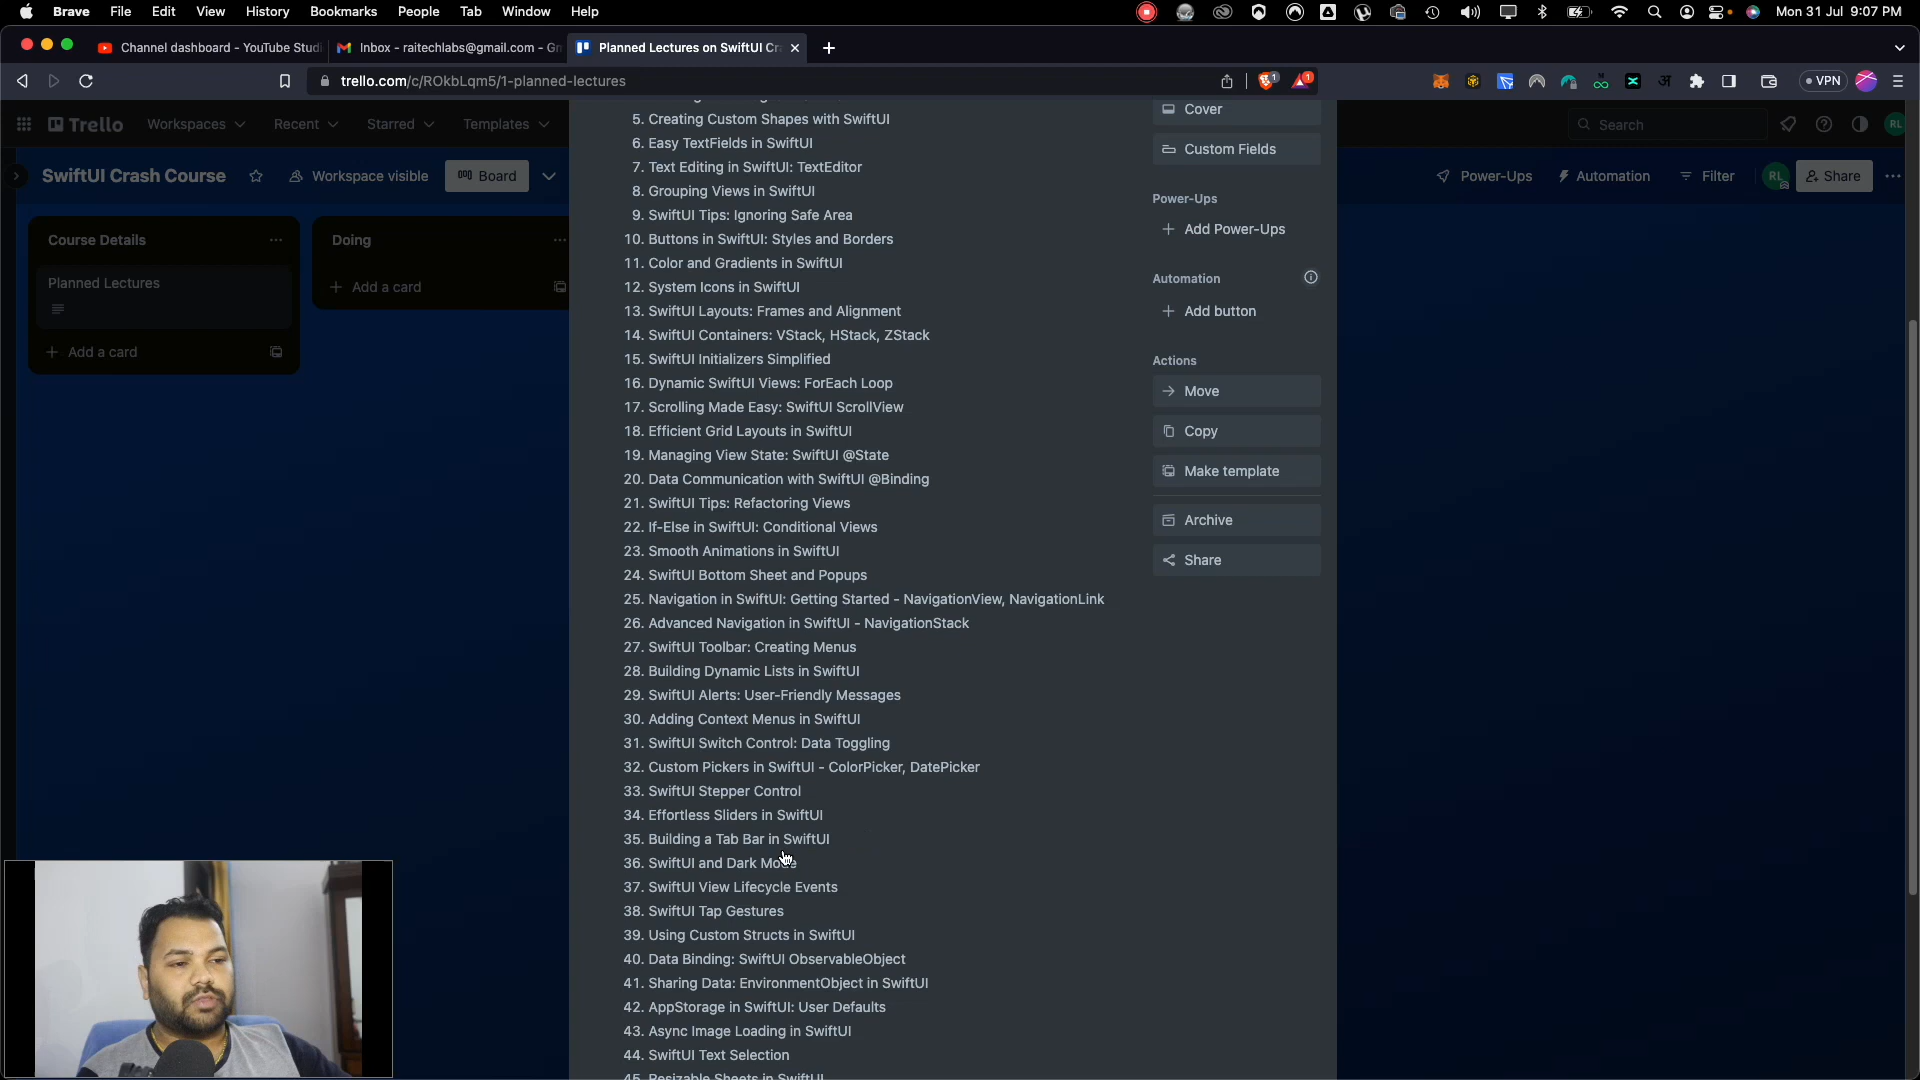 Brave File Edit View History Bookmarks People Tab Window Help Mon 31 Jul 9:07 PM
Channel dashboard - YouTube Studi Inbox - raitechlabs@gmail.com - Gm Planned Lectures on SwiftUI Cra
trello.com/c/ROkbLqm5/1-planned-lectures 1 1 VPN
Trello Workspaces Recent Starred Templates Search RL
SwiftUI Crash Course Workspace visible Board Power-Ups Automation Filter RL Share
Course Details
Planned Lectures
Add a card
Doing
Add a card
5. Creating Custom Shapes with SwiftUI
6. Easy TextFields in SwiftUI
7. Text Editing in SwiftUI: TextEditor
8. Grouping Views in SwiftUI
9. SwiftUI Tips: Ignoring Safe Area
10. Buttons in SwiftUI: Styles and Borders
11. Color and Gradients in SwiftUI
12. System Icons in SwiftUI
13. SwiftUI Layouts: Frames and Alignment
14. SwiftUI Containers: VStack, HStack, ZStack
15. SwiftUI Initializers Simplified
16. Dynamic SwiftUI Views: ForEach Loop
17. Scrolling Made Easy: SwiftUI ScrollView
18. Efficient Grid Layouts in SwiftUI
19. Managing View State: SwiftUI @State
20. Data Communication with SwiftUI @Binding
21. SwiftUI Tips: Refactoring Views
22. If-Else in SwiftUI: Conditional Views
23. Smooth Animations in SwiftUI
24. SwiftUI Bottom Sheet and Popups
25. Navigation in SwiftUI: Getting Started - NavigationView, NavigationLink
26. Advanced Navigation in SwiftUI - NavigationStack
27. SwiftUI Toolbar: Creating Menus
28. Building Dynamic Lists in SwiftUI
29. SwiftUI Alerts: User-Friendly Messages
30. Adding Context Menus in SwiftUI
31. SwiftUI Switch Control: Data Toggling
32. Custom Pickers in SwiftUI - ColorPicker, DatePicker
33. SwiftUI Stepper Control
34. Effortless Sliders in SwiftUI
35. Building a Tab Bar in SwiftUI
36. SwiftUI and Dark Mode
37. SwiftUI View Lifecycle Events
38. SwiftUI Tap Gestures
39. Using Custom Structs in SwiftUI
40. Data Binding: SwiftUI ObservableObject
41. Sharing Data: EnvironmentObject in SwiftUI
42. AppStorage in SwiftUI: User Defaults
43. Async Image Loading in SwiftUI
44. SwiftUI Text Selection
45. Resizable Sheets in SwiftUI
Cover
Custom Fields
Power-Ups
Add Power-Ups
Automation
Add button
Actions
Move
Copy
Make template
Archive
Share